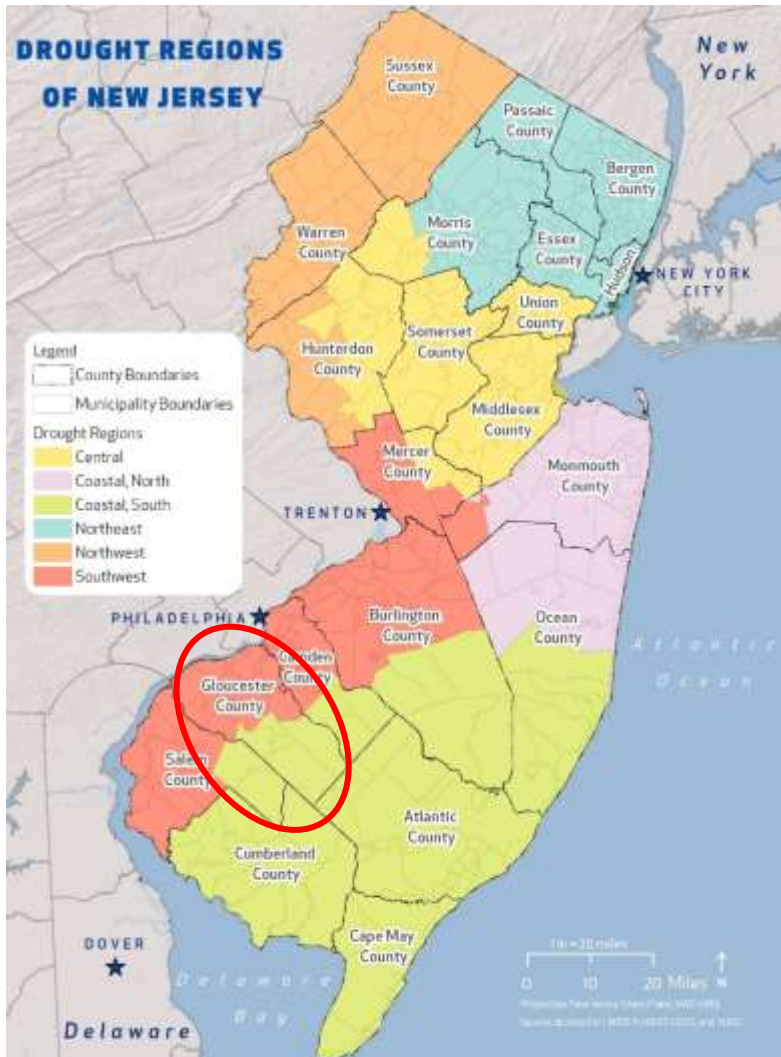 DROUGHT REGIONS
OF NEW JERSEY
New
York
Sussex
County
Passaic
County
Bergen
County
Warren
County
Morris
County
Essex
County
Hudson
NEW YORK
CITY
Union
County
Somerset
County
Hunterdon
County
Middlesex
County
Legend
County Boundaries
Municipality Boundaries
Drought Regions
Central
Coastal, North
Coastal, South
Northeast
Northwest
Southwest
Mercer
County
Monmouth
County
TRENTON
PHILADELPHIA
Burlington
County
Ocean
County
Atlantic
Ocean
Camden
County
Gloucester
County
Salem
County
Atlantic
County
Cumberland
County
Cape May
County
DOVER
Delaware
Bay
Delaware
1 in = 20 miles
0 10 20 Miles
N